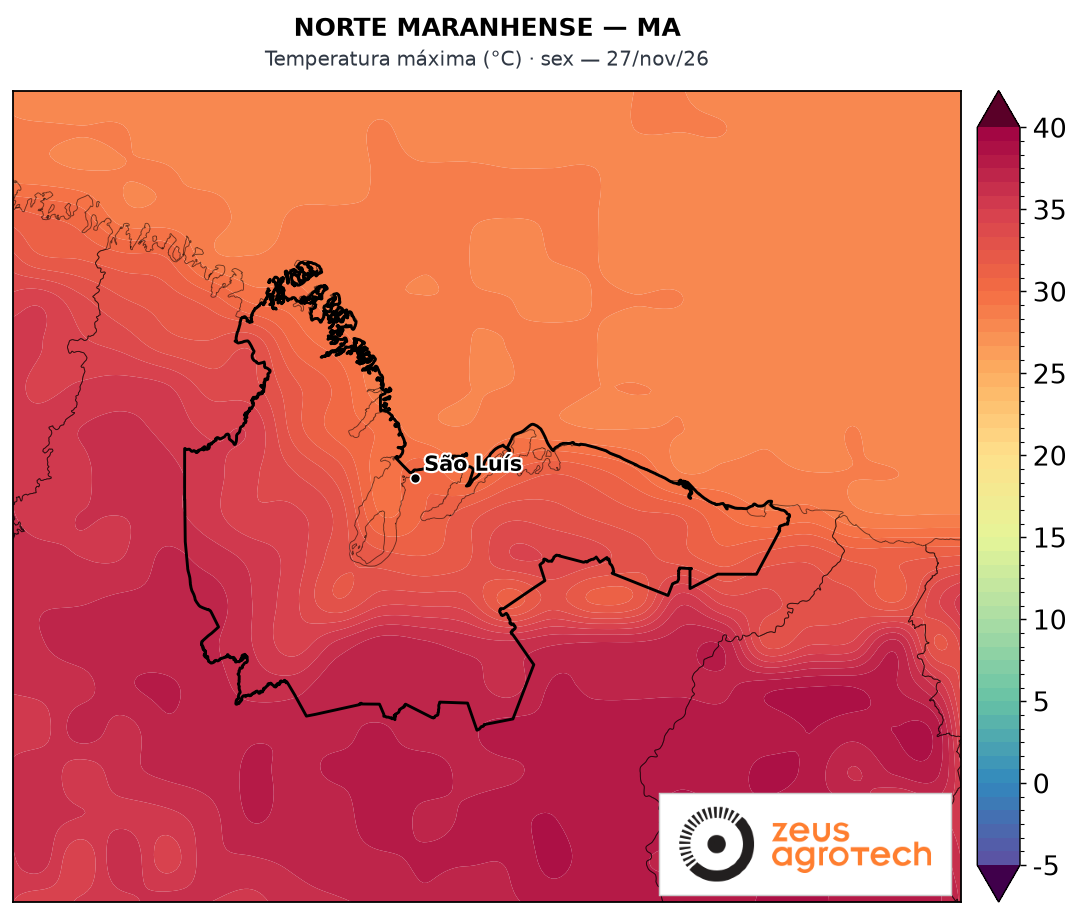 NORTE MARANHENSE — MA
Temperatura máxima (°C) · sex — 27/nov/26
40
35
30
25
20
15
10
5
0
-5
São Luís
zeus
agrotech